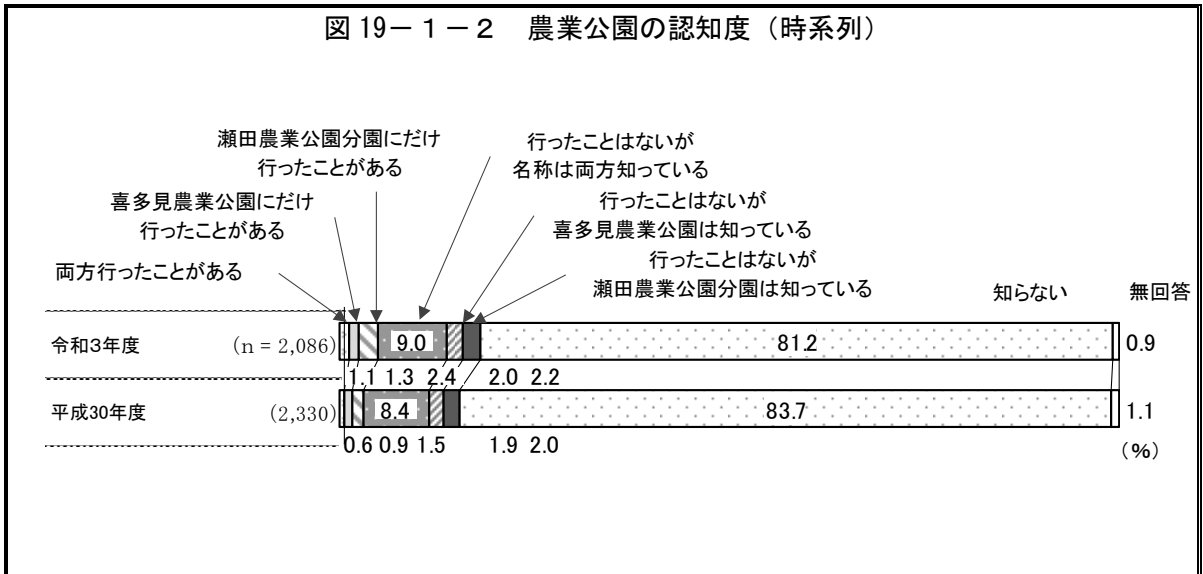 図19-1-2 農業公園の認知度（時系列）
瀬田農業公園分園にだけ
行ったことがある
行ったことはないが
名称は両方知っている
喜多見農業公園にだけ
行ったことがある
行ったことはないが
喜多見農業公園は知っている
両方行ったことがある
行ったことはないが
瀬田農業公園分園は知っている
知らない 無回答
令和3年度 (n = 2,086) 9.0 81.2 0.9
1.1 1.3 2.4 2.0 2.2
平成30年度 (2,330) 8.4 83.7 1.1
0.6 0.9 1.5 1.9 2.0
(%)